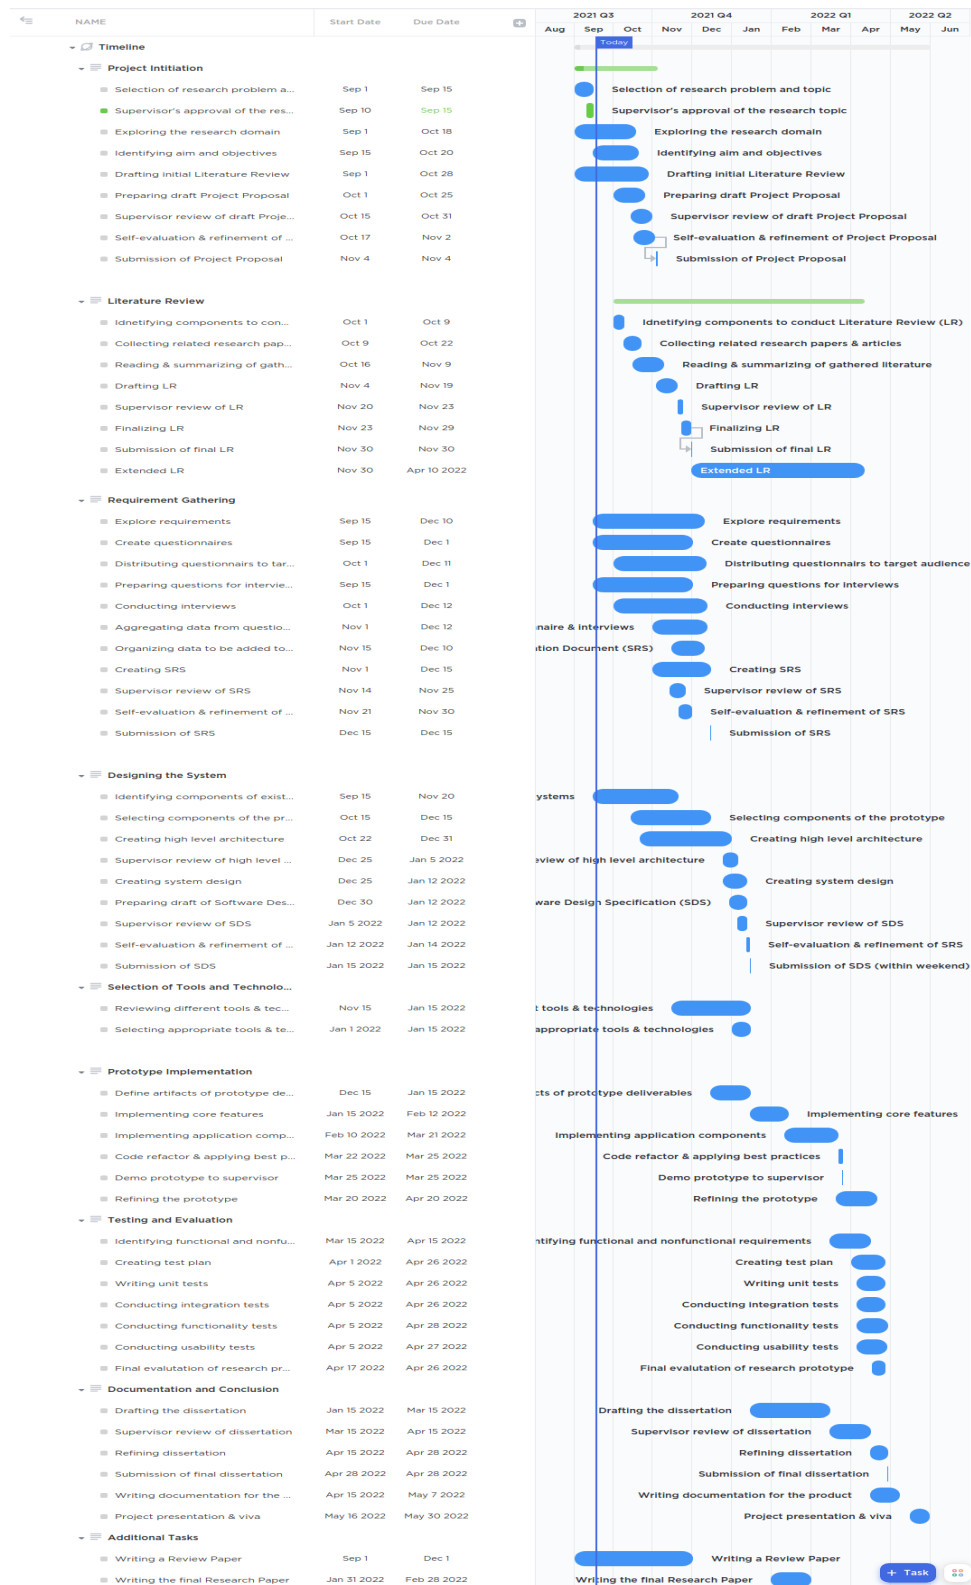 2021 Q3 2021 Q4 2022 Q1 2022 Q2
NAME Start Date Due Date Aug Sep Oct Nov Dec Jan Feb Mar Apr May Jun
Today
Timeline
Project Intitiation
Selection of research problem a... Sep 1 Sep 15 Selection of research problem and topic
Supervisor's approval of the res... Sep 10 Sep 15 Supervisor's approval of the research topic
Exploring the research domain Sep 1 Oct 18 Exploring the research domain
Identifying aim and objectives Sep 15 Oct 20 Identifying aim and objectives
Drafting initial Literature Review Sep 1 Oct 28 Drafting initial Literature Review
Preparing draft Project Proposal Oct 1 Oct 25 Preparing draft Project Proposal
Supervisor review of draft Proje... Oct 15 Oct 31 Supervisor review of draft Project Proposal
Self-evaluation & refinement of ... Oct 17 Nov 2 Self-evaluation & refinement of Project Proposal
Submission of Project Proposal Nov 4 Nov 4 Submission of Project Proposal
Literature Review
Idnetifying components to con... Oct 1 Oct 9 Idnetifying components to conduct Literature Review (LR)
Collecting related research pap... Oct 9 Oct 22 Collecting related research papers & articles
Reading & summarizing of gath... Oct 16 Nov 9 Reading & summarizing of gathered literature
Drafting LR Nov 4 Nov 19 Drafting LR
Supervisor review of LR Nov 20 Nov 23 Supervisor review of LR
Finalizing LR Nov 23 Nov 29 Finalizing LR
Submission of final LR Nov 30 Nov 30 Submission of final LR
Extended LR Nov 30 Apr 10 2022 Extended LR
Requirement Gathering
Explore requirements Sep 15 Dec 10 Explore requirements
Create questionnaires Sep 15 Dec 1 Create questionnaires
Distributing questionnairs to tar... Oct 1 Dec 11 Distributing questionnairs to target audience
Preparing questions for intervie... Sep 15 Dec 1 Preparing questions for interviews
Conducting interviews Oct 1 Dec 12 Conducting interviews
Aggregating data from questio... Nov 1 Dec 12 nnaire & interviews
Organizing data to be added to... Nov 15 Dec 10 tion Document (SRS)
Creating SRS Nov 1 Dec 15 Creating SRS
Supervisor review of SRS Nov 14 Nov 25 Supervisor review of SRS
Self-evaluation & refinement of ... Nov 21 Nov 30 Self-evaluation & refinement of SRS
Submission of SRS Dec 15 Dec 15 Submission of SRS
Designing the System
Identifying components of exist... Sep 15 Nov 20 ystems
Selecting components of the pr... Oct 15 Dec 15 Selecting components of the prototype
Creating high level architecture Oct 22 Dec 31 Creating high level architecture
Supervisor review of high level ... Dec 25 Jan 5 2022 eview of high level architecture
Creating system design Dec 25 Jan 12 2022 Creating system design
Preparing draft of Software Des... Dec 30 Jan 12 2022 ware Design Specification (SDS)
Supervisor review of SDS Jan 5 2022 Jan 12 2022 Supervisor review of SDS
Self-evaluation & refinement of ... Jan 12 2022 Jan 14 2022 Self-evaluation & refinement of SRS
Submission of SDS Jan 15 2022 Jan 15 2022 Submission of SDS (within weekend)
Selection of Tools and Technolo...
Reviewing different tools & tec... Nov 15 Jan 15 2022 t tools & technologies
Selecting appropriate tools & te... Jan 1 2022 Jan 15 2022 appropriate tools & technologies
Prototype Implementation
Define artifacts of prototype de... Dec 15 Jan 15 2022 cts of prototype deliverables
Implementing core features Jan 15 2022 Feb 12 2022 Implementing core features
Implementing application comp... Feb 10 2022 Mar 21 2022 Implementing application components
Code refactor & applying best p... Mar 22 2022 Mar 25 2022 Code refactor & applying best practices
Demo prototype to supervisor Mar 25 2022 Mar 25 2022 Demo prototype to supervisor
Refining the prototype Mar 20 2022 Apr 20 2022 Refining the prototype
Testing and Evaluation
Identifying functional and nonfu... Mar 15 2022 Apr 15 2022 ntifying functional and nonfunctional requirements
Creating test plan Apr 1 2022 Apr 26 2022 Creating test plan
Writing unit tests Apr 5 2022 Apr 26 2022 Writing unit tests
Conducting integration tests Apr 5 2022 Apr 26 2022 Conducting integration tests
Conducting functionality tests Apr 5 2022 Apr 28 2022 Conducting functionality tests
Conducting usability tests Apr 5 2022 Apr 27 2022 Conducting usability tests
Final evalutation of research pr... Apr 17 2022 Apr 26 2022 Final evalutation of research prototype
Documentation and Conclusion
Drafting the dissertation Jan 15 2022 Mar 15 2022 Drafting the dissertation
Supervisor review of dissertation Mar 15 2022 Apr 15 2022 Supervisor review of dissertation
Refining dissertation Apr 15 2022 Apr 28 2022 Refining dissertation
Submission of final dissertation Apr 28 2022 Apr 28 2022 Submission of final dissertation
Writing documentation for the ... Apr 15 2022 May 7 2022 Writing documentation for the product
Project presentation & viva May 16 2022 May 30 2022 Project presentation & viva
Additional Tasks
Writing a Review Paper Sep 1 Dec 1 Writing a Review Paper
Writing the final Research Paper Jan 31 2022 Feb 28 2022 Writing the final Research Paper
+ Task